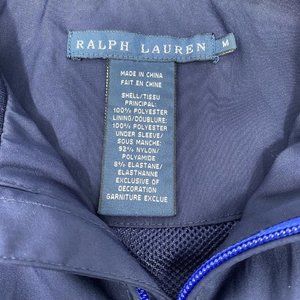 RALPH LAUREN
M
MADE IN CHINA
FAIT EN CHINE
SHELL/TISSU
PRINCIPAL:
100% POLYESTER
LINING/DOUBLURE:
100% POLYESTER
UNDER SLEEVE/
SOUS MANCHE:
92% NYLON/
POLYAMIDE
8% ELASTANE/
ELASTHANNE
EXCLUSIVE OF
DECORATION
GARNITURE EXCLUE